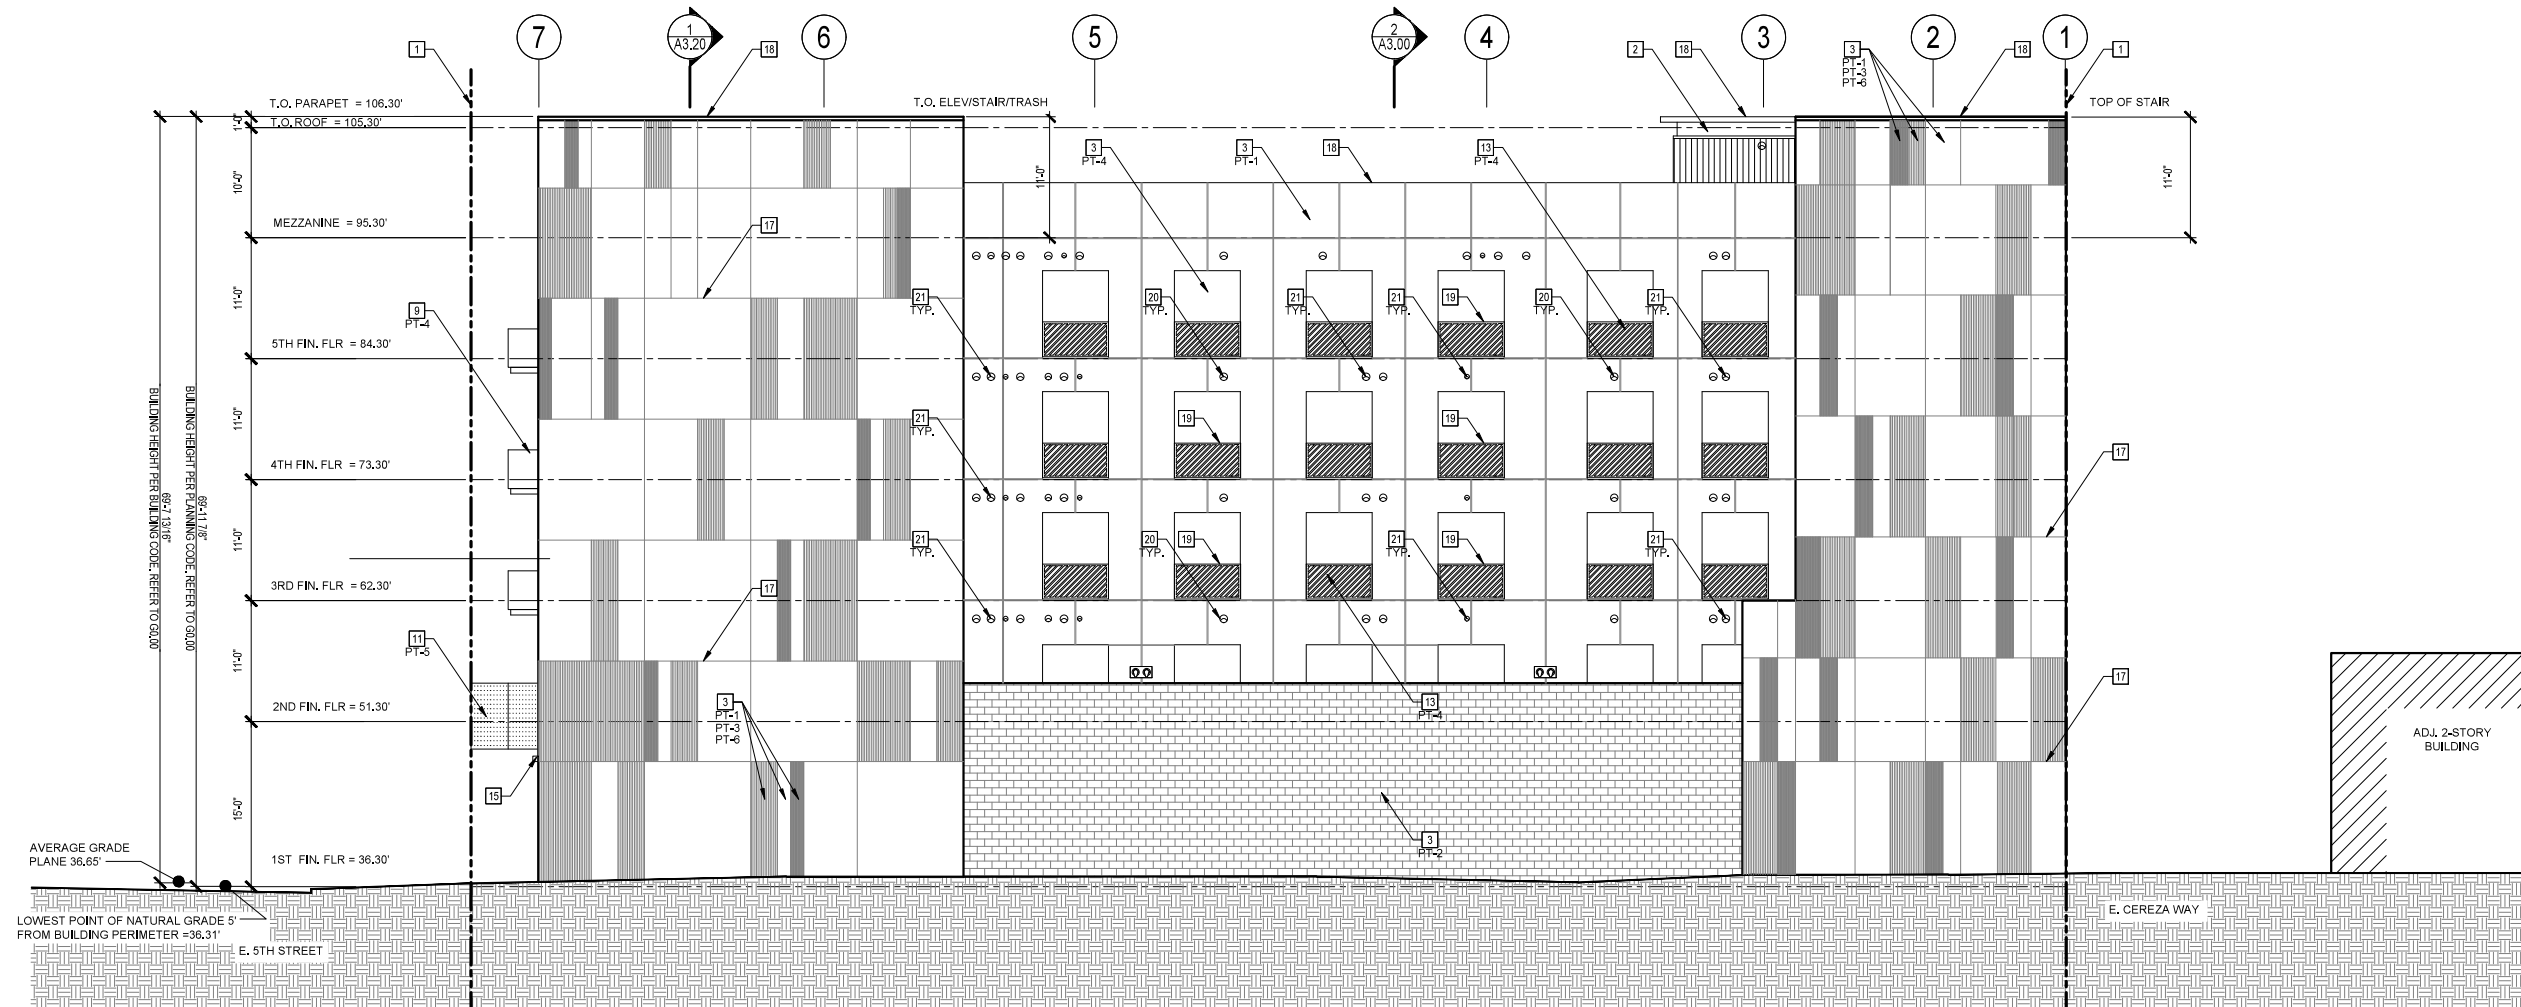 7
1
A3.20
6
5
2
A3.00
4
3
2
1
1
18
2
18
3
PT-1
PT-3
PT-6
18
1
T.O. PARAPET = 106.30'
T.O. ROOF = 105.30'
T.O. ELEV/STAIR/TRASH
TOP OF STAIR
1'-0"
10'-0"
11'-0"
11'-0"
3
PT-4
3
PT-1
18
13
PT-4
MEZZANINE = 95.30'
17
11'-0"
9
PT-4
21
TYP.
20
TYP.
21
TYP.
21
TYP.
19
20
TYP.
21
TYP.
5TH FIN. FLR = 84.30'
11'-0"
21
TYP.
19
19
17
4TH FIN. FLR = 73.30'
BUILDING HEIGHT PER BUILDING CODE. REFER TO G0.00
69'-7 13/16"
BUILDING HEIGHT PER PLANNING CODE. REFER TO G0.00
69'-11 7/8"
11'-0"
21
TYP.
20
TYP.
19
21
TYP.
19
21
TYP.
3RD FIN. FLR = 62.30'
17
11'-0"
11
PT-5
17
3
PT-1
PT-3
PT-6
13
PT-4
2ND FIN. FLR = 51.30'
ADJ. 2-STORY
BUILDING
15
15'-0"
3
PT-2
AVERAGE GRADE
PLANE 36.65'
1ST FIN. FLR = 36.30'
LOWEST POINT OF NATURAL GRADE 5'
FROM BUILDING PERIMETER =36.31'
E. 5TH STREET
E. CEREZA WAY